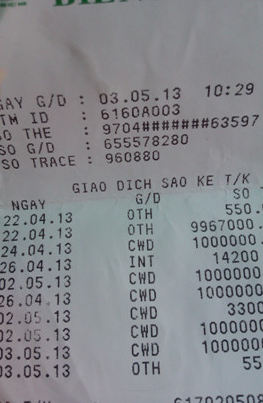 GAY G/D : 03.05.13 10:29
TM ID : 6160A003
SO THE : 9704#######63597
SO G/D : 655578280
SO TRACE : 960880
GIAO DICH SAO KE T/K
NGAY G/D SO
22.04.13 OTH 550.
22.04.13 OTH 9967000.
24.04.13 CWD 1000000.
26.04.13 INT 14200
02.05.13 CWD 1000000
26.04.13 CWD 1000000
02.05.13 CWD 3300
02.05.13 CWD 1000000
03.05.13 CWD 1000000
03.05.13 OTH 55